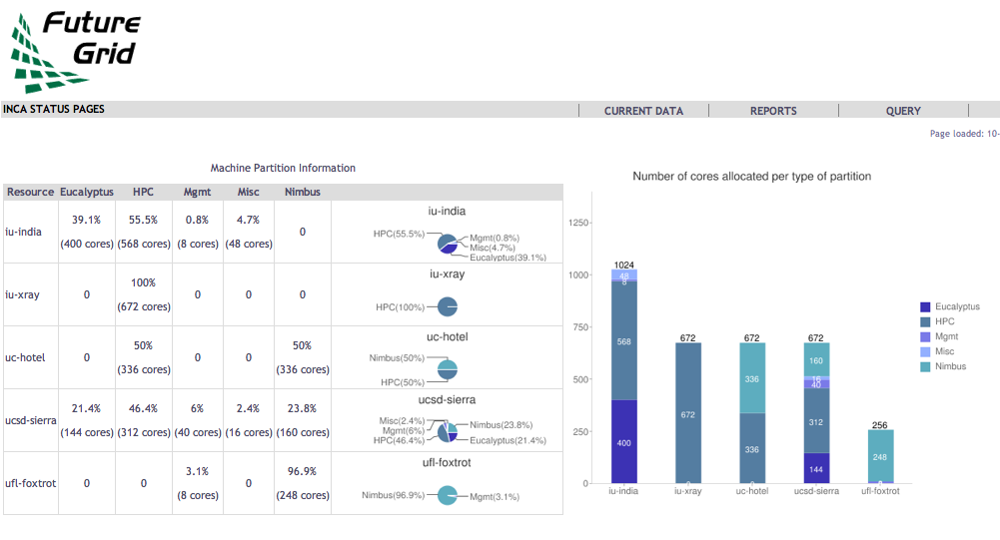 Future
Grid
INCA STATUS PAGES
CURRENT DATA REPORTS QUERY
Page loaded: 10-
Machine Partition Information
Resource Eucalyptus HPC Mgmt Misc Nimbus
iu-india
39.1% 55.5% 0.8% 4.7% 0
(400 cores) (568 cores) (8 cores) (48 cores)
iu-india
HPC(55.5%)
Mgmt(0.8%)
Misc(4.7%)
Eucalyptus(39.1%)
iu-xray
0 100% 0 0 0
(672 cores)
iu-xray
HPC(100%)
uc-hotel
0 50% 0 0 50%
(336 cores) (336 cores)
uc-hotel
Nimbus(50%)
HPC(50%)
ucsd-sierra
21.4% 46.4% 6% 2.4% 23.8%
(144 cores) (312 cores) (40 cores) (16 cores) (160 cores)
ucsd-sierra
Misc(2.4%)
Mgmt(6%)
HPC(46.4%)
Nimbus(23.8%)
Eucalyptus(21.4%)
ufl-foxtrot
0 0 3.1% 0 96.9%
(8 cores) (248 cores)
ufl-foxtrot
Nimbus(96.9%)
Mgmt(3.1%)
Number of cores allocated per type of partition
1250
1000
750
500
250
0
1024
48
8
568
400
672
672
672
336
336
672
160
16
40
312
144
256
248
iu-india iu-xray uc-hotel ucsd-sierra ufl-foxtrot
Eucalyptus
HPC
Mgmt
Misc
Nimbus